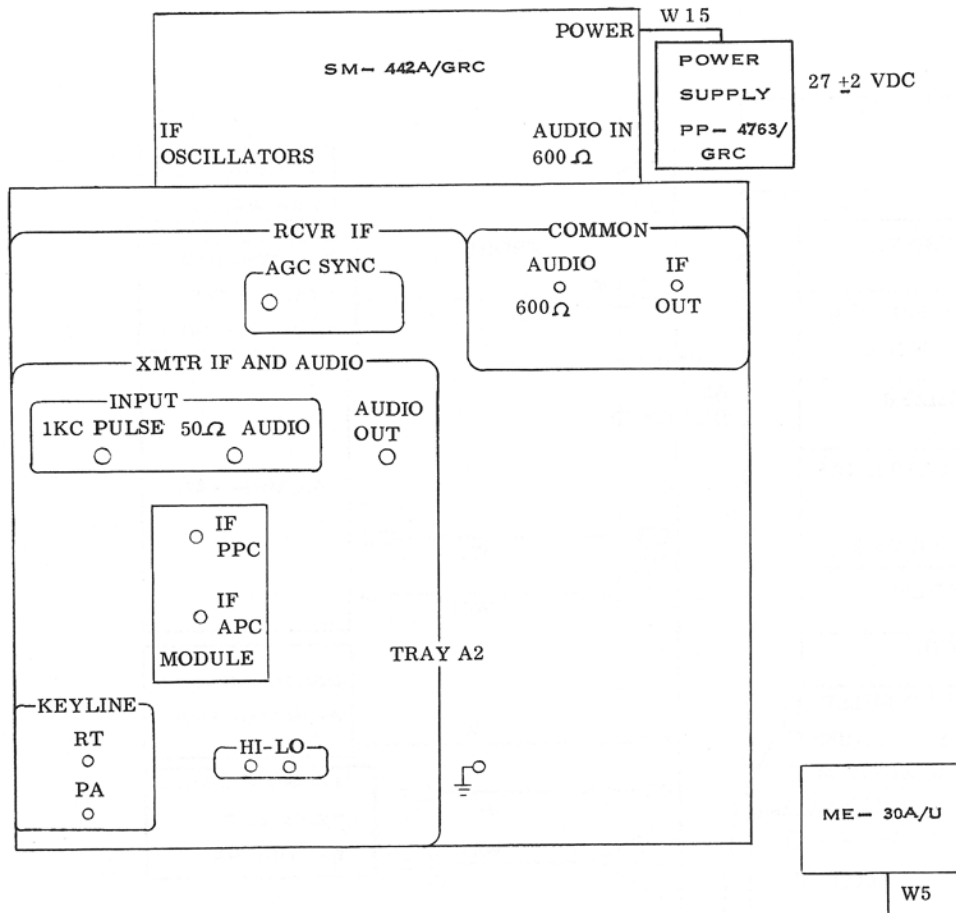 POWER
W 15
SM- 442A/GRC
POWER
SUPPLY
PP- 4763/
GRC
27 ±2 VDC
IF
OSCILLATORS
AUDIO IN
600 Ω
RCVR IF
COMMON
AGC SYNC
AUDIO
600Ω
IF
OUT
XMTR IF AND AUDIO
INPUT
1KC PULSE 50Ω AUDIO
AUDIO
OUT
IF
PPC
IF
APC
MODULE
TRAY A2
KEYLINE
RT
PA
HI-LO
ME- 30A/U
W5